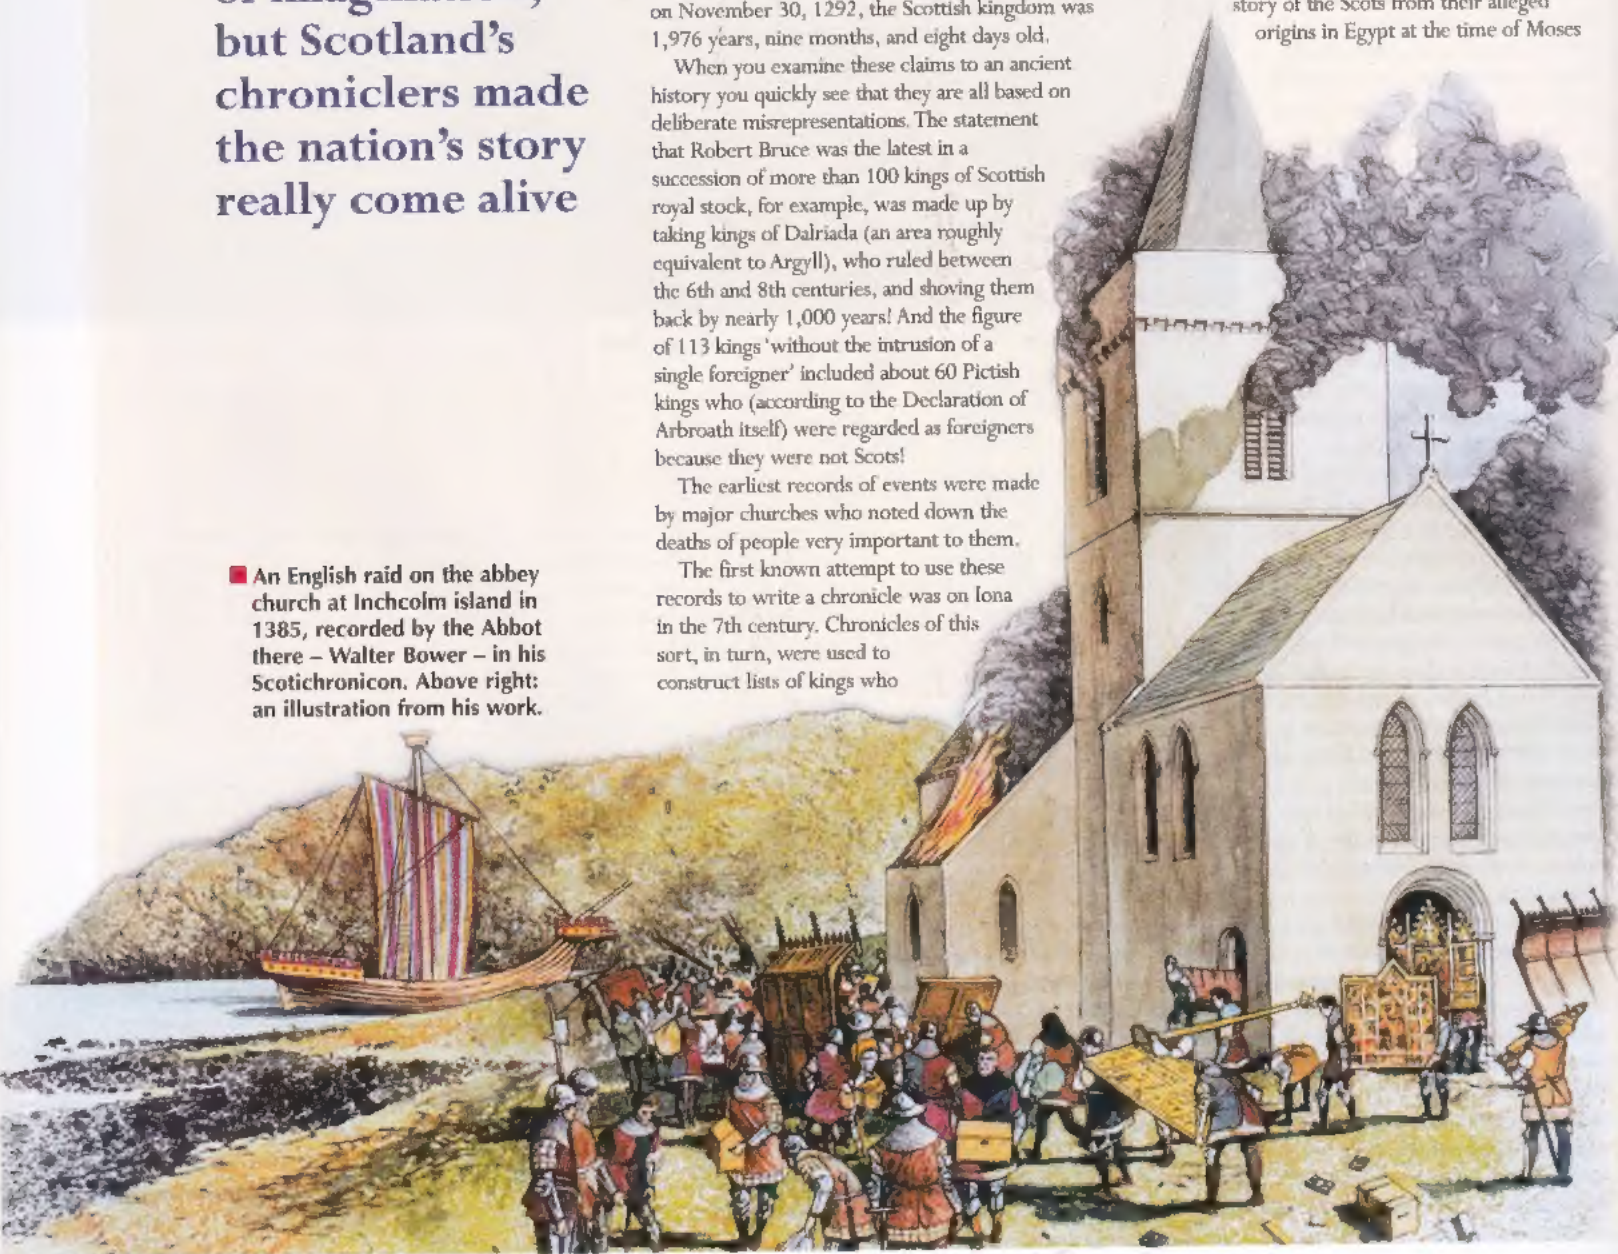 but Scotland's
chroniclers made
the nation's story
really come alive
on November 30, 1292, the Scottish kingdom was
1,976 years, nine months, and eight days old.
When you examine these claims to an ancient
history you quickly see that they are all based on
deliberate misrepresentations. The statement
that Robert Bruce was the latest in a
succession of more than 100 kings of Scottish
royal stock, for example, was made up by
taking kings of Dalriada (an area roughly
equivalent to Argyll), who ruled between
the 6th and 8th centuries, and shoving them
back by nearly 1,000 years! And the figure
of 113 kings 'without the intrusion of a
single foreigner' included about 60 Pictish
kings who (according to the Declaration of
Arbroath itself) were regarded as foreigners
because they were not Scots!
The earliest records of events were made
by major churches who noted down the
deaths of people very important to them.
The first known attempt to use these
records to write a chronicle was on Iona
in the 7th century. Chronicles of this
sort, in turn, were used to
construct lists of kings who
story of the Scots from their alleged
origins in Egypt at the time of Moses
An English raid on the abbey
church at Inchcolm island in
1385, recorded by the Abbot
there – Walter Bower – in his
Scotichronicon. Above right:
an illustration from his work.